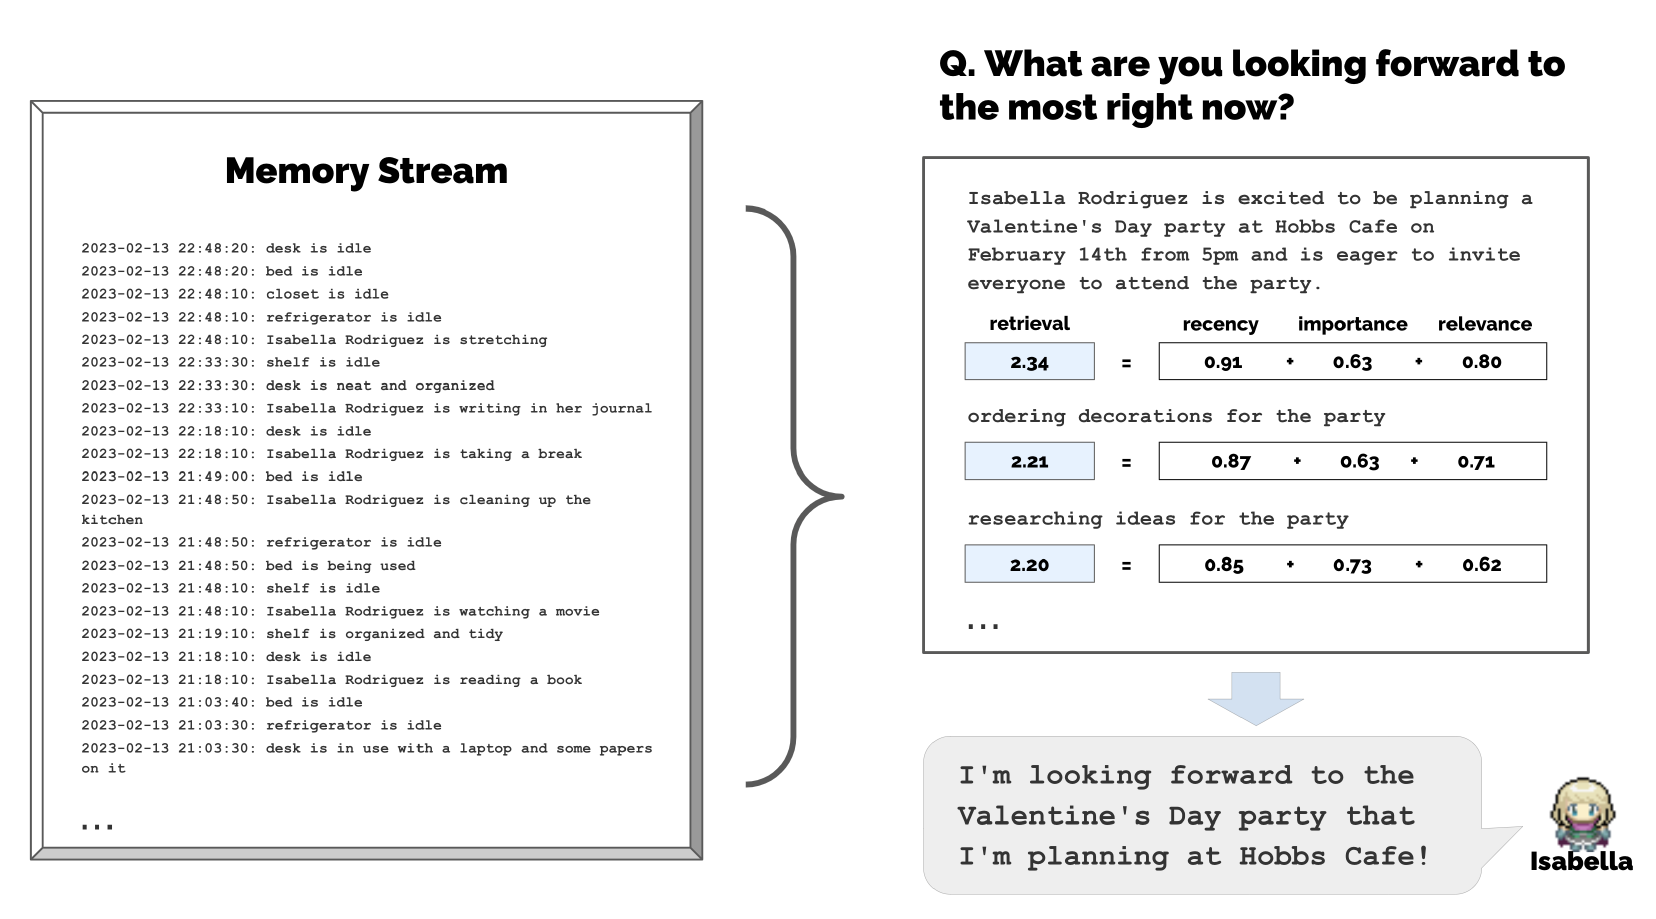 Memory Stream
2023-02-13 22:48:20: desk is idle
2023-02-13 22:48:20: bed is idle
2023-02-13 22:48:10: closet is idle
2023-02-13 22:48:10: refrigerator is idle
2023-02-13 22:48:10: Isabella Rodriguez is stretching
2023-02-13 22:33:30: shelf is idle
2023-02-13 22:33:30: desk is neat and organized
2023-02-13 22:33:10: Isabella Rodriguez is writing in her journal
2023-02-13 22:18:10: desk is idle
2023-02-13 22:18:10: Isabella Rodriguez is taking a break
2023-02-13 21:49:00: bed is idle
2023-02-13 21:48:50: Isabella Rodriguez is cleaning up the
kitchen
2023-02-13 21:48:50: refrigerator is idle
2023-02-13 21:48:50: bed is being used
2023-02-13 21:48:10: shelf is idle
2023-02-13 21:48:10: Isabella Rodriguez is watching a movie
2023-02-13 21:19:10: shelf is organized and tidy
2023-02-13 21:18:10: desk is idle
2023-02-13 21:18:10: Isabella Rodriguez is reading a book
2023-02-13 21:03:40: bed is idle
2023-02-13 21:03:30: refrigerator is idle
2023-02-13 21:03:30: desk is in use with a laptop and some papers
on it
...
Q. What are you looking forward to
the most right now?
Isabella Rodriguez is excited to be planning a
Valentine's Day party at Hobbs Cafe on
February 14th from 5pm and is eager to invite
everyone to attend the party.
retrieval recency importance relevance
2.34 = 0.91 + 0.63 + 0.80
ordering decorations for the party
2.21 = 0.87 + 0.63 + 0.71
researching ideas for the party
2.20 = 0.85 + 0.73 + 0.62
...
I'm looking forward to the
Valentine's Day party that
I'm planning at Hobbs Cafe!
Isabella